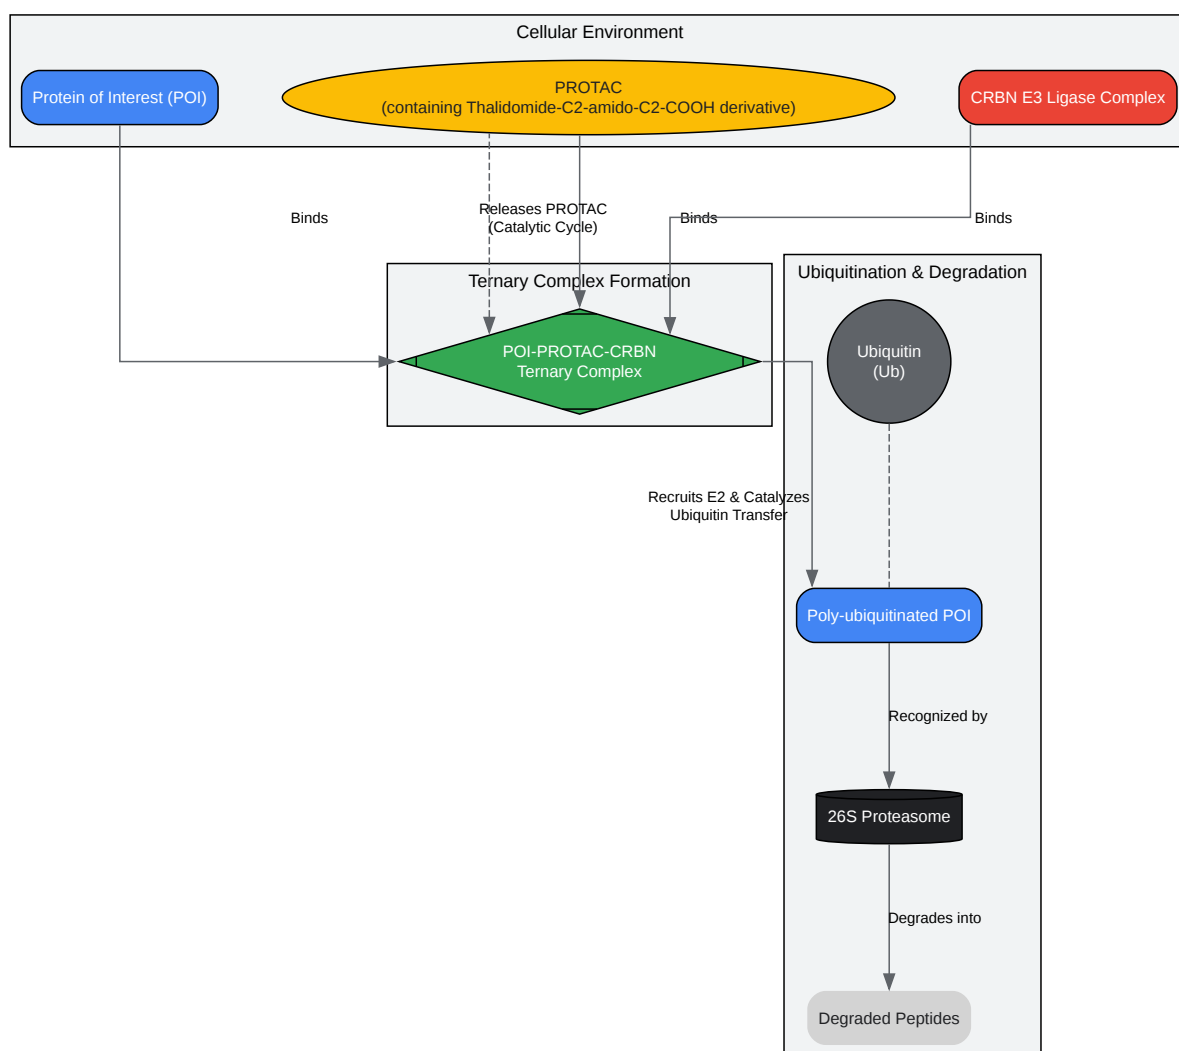 Cellular Environment
Protein of Interest (POI)
PROTAC
(containing Thalidomide-C2-amido-C2-COOH derivative)
CRBN E3 Ligase Complex
Binds
Releases PROTAC
(Catalytic Cycle)
Binds
Binds
Ternary Complex Formation
POI-PROTAC-CRBN
Ternary Complex
Ubiquitination & Degradation
Ubiquitin
(Ub)
Recruits E2 & Catalyzes
Ubiquitin Transfer
Poly-ubiquitinated POI
Recognized by
26S Proteasome
Degrades into
Degraded Peptides